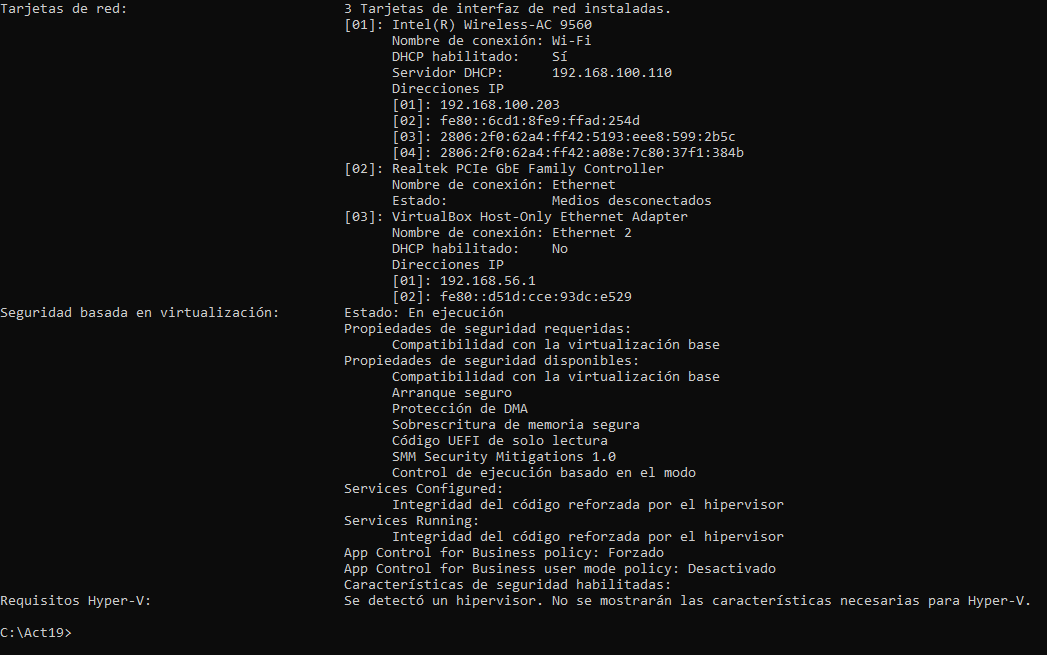 Tarjetas de red:                           3 Tarjetas de interfaz de red instaladas.
                                           [01]: Intel(R) Wireless-AC 9560
                                                 Nombre de conexión: Wi-Fi
                                                 DHCP habilitado:    Sí
                                                 Servidor DHCP:      192.168.100.110
                                                 Direcciones IP
                                                 [01]: 192.168.100.203
                                                 [02]: fe80::6cd1:8fe9:ffad:254d
                                                 [03]: 2806:2f0:62a4:ff42:5193:eee8:599:2b5c
                                                 [04]: 2806:2f0:62a4:ff42:a08e:7c80:37f1:384b
                                           [02]: Realtek PCIe GbE Family Controller
                                                 Nombre de conexión: Ethernet
                                                 Estado:             Medios desconectados
                                           [03]: VirtualBox Host-Only Ethernet Adapter
                                                 Nombre de conexión: Ethernet 2
                                                 DHCP habilitado:    No
                                                 Direcciones IP
                                                 [01]: 192.168.56.1
                                                 [02]: fe80::d51d:cce:93dc:e529
Seguridad basada en virtualización:        Estado: En ejecución
                                           Propiedades de seguridad requeridas:
                                                 Compatibilidad con la virtualización base
                                           Propiedades de seguridad disponibles:
                                                 Compatibilidad con la virtualización base
                                                 Arranque seguro
                                                 Protección de DMA
                                                 Sobrescritura de memoria segura
                                                 Código UEFI de solo lectura
                                                 SMM Security Mitigations 1.0
                                                 Control de ejecución basado en el modo
                                           Services Configured:
                                                 Integridad del código reforzada por el hipervisor
                                           Services Running:
                                                 Integridad del código reforzada por el hipervisor
                                           App Control for Business policy: Forzado
                                           App Control for Business user mode policy: Desactivado
                                           Características de seguridad habilitadas:
Requisitos Hyper-V:                        Se detectó un hipervisor. No se mostrarán las características necesarias para Hyper-V.

C:\Act19>